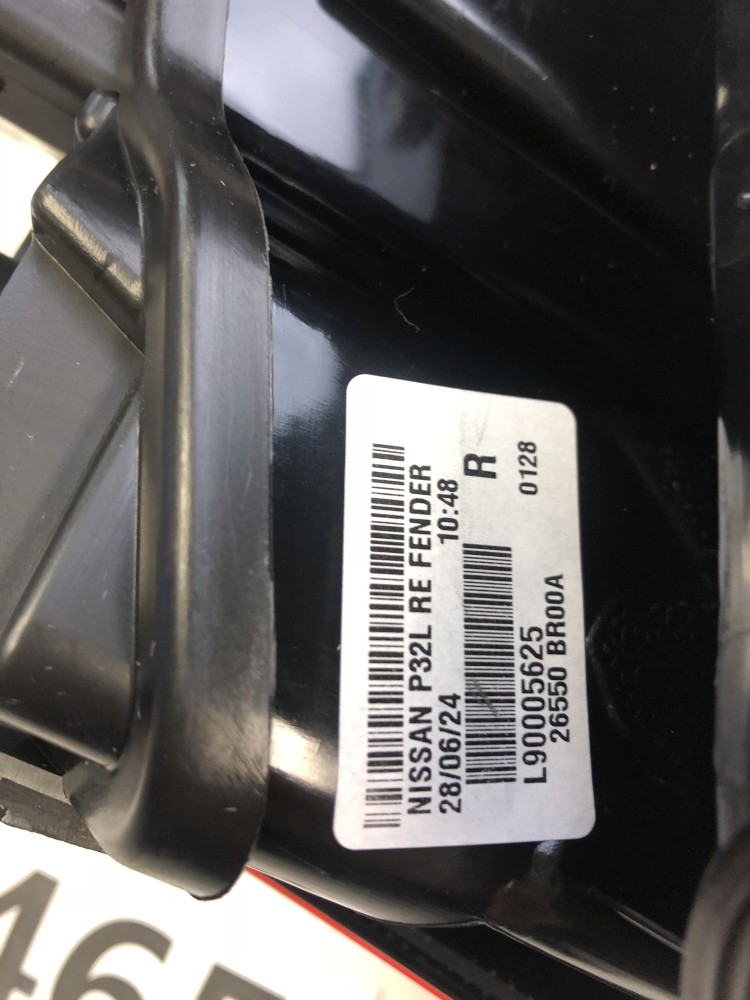 NISSAN P32L RE FENDER
28/06/24 10:48
R
L90005625
26550 BR00A 0128